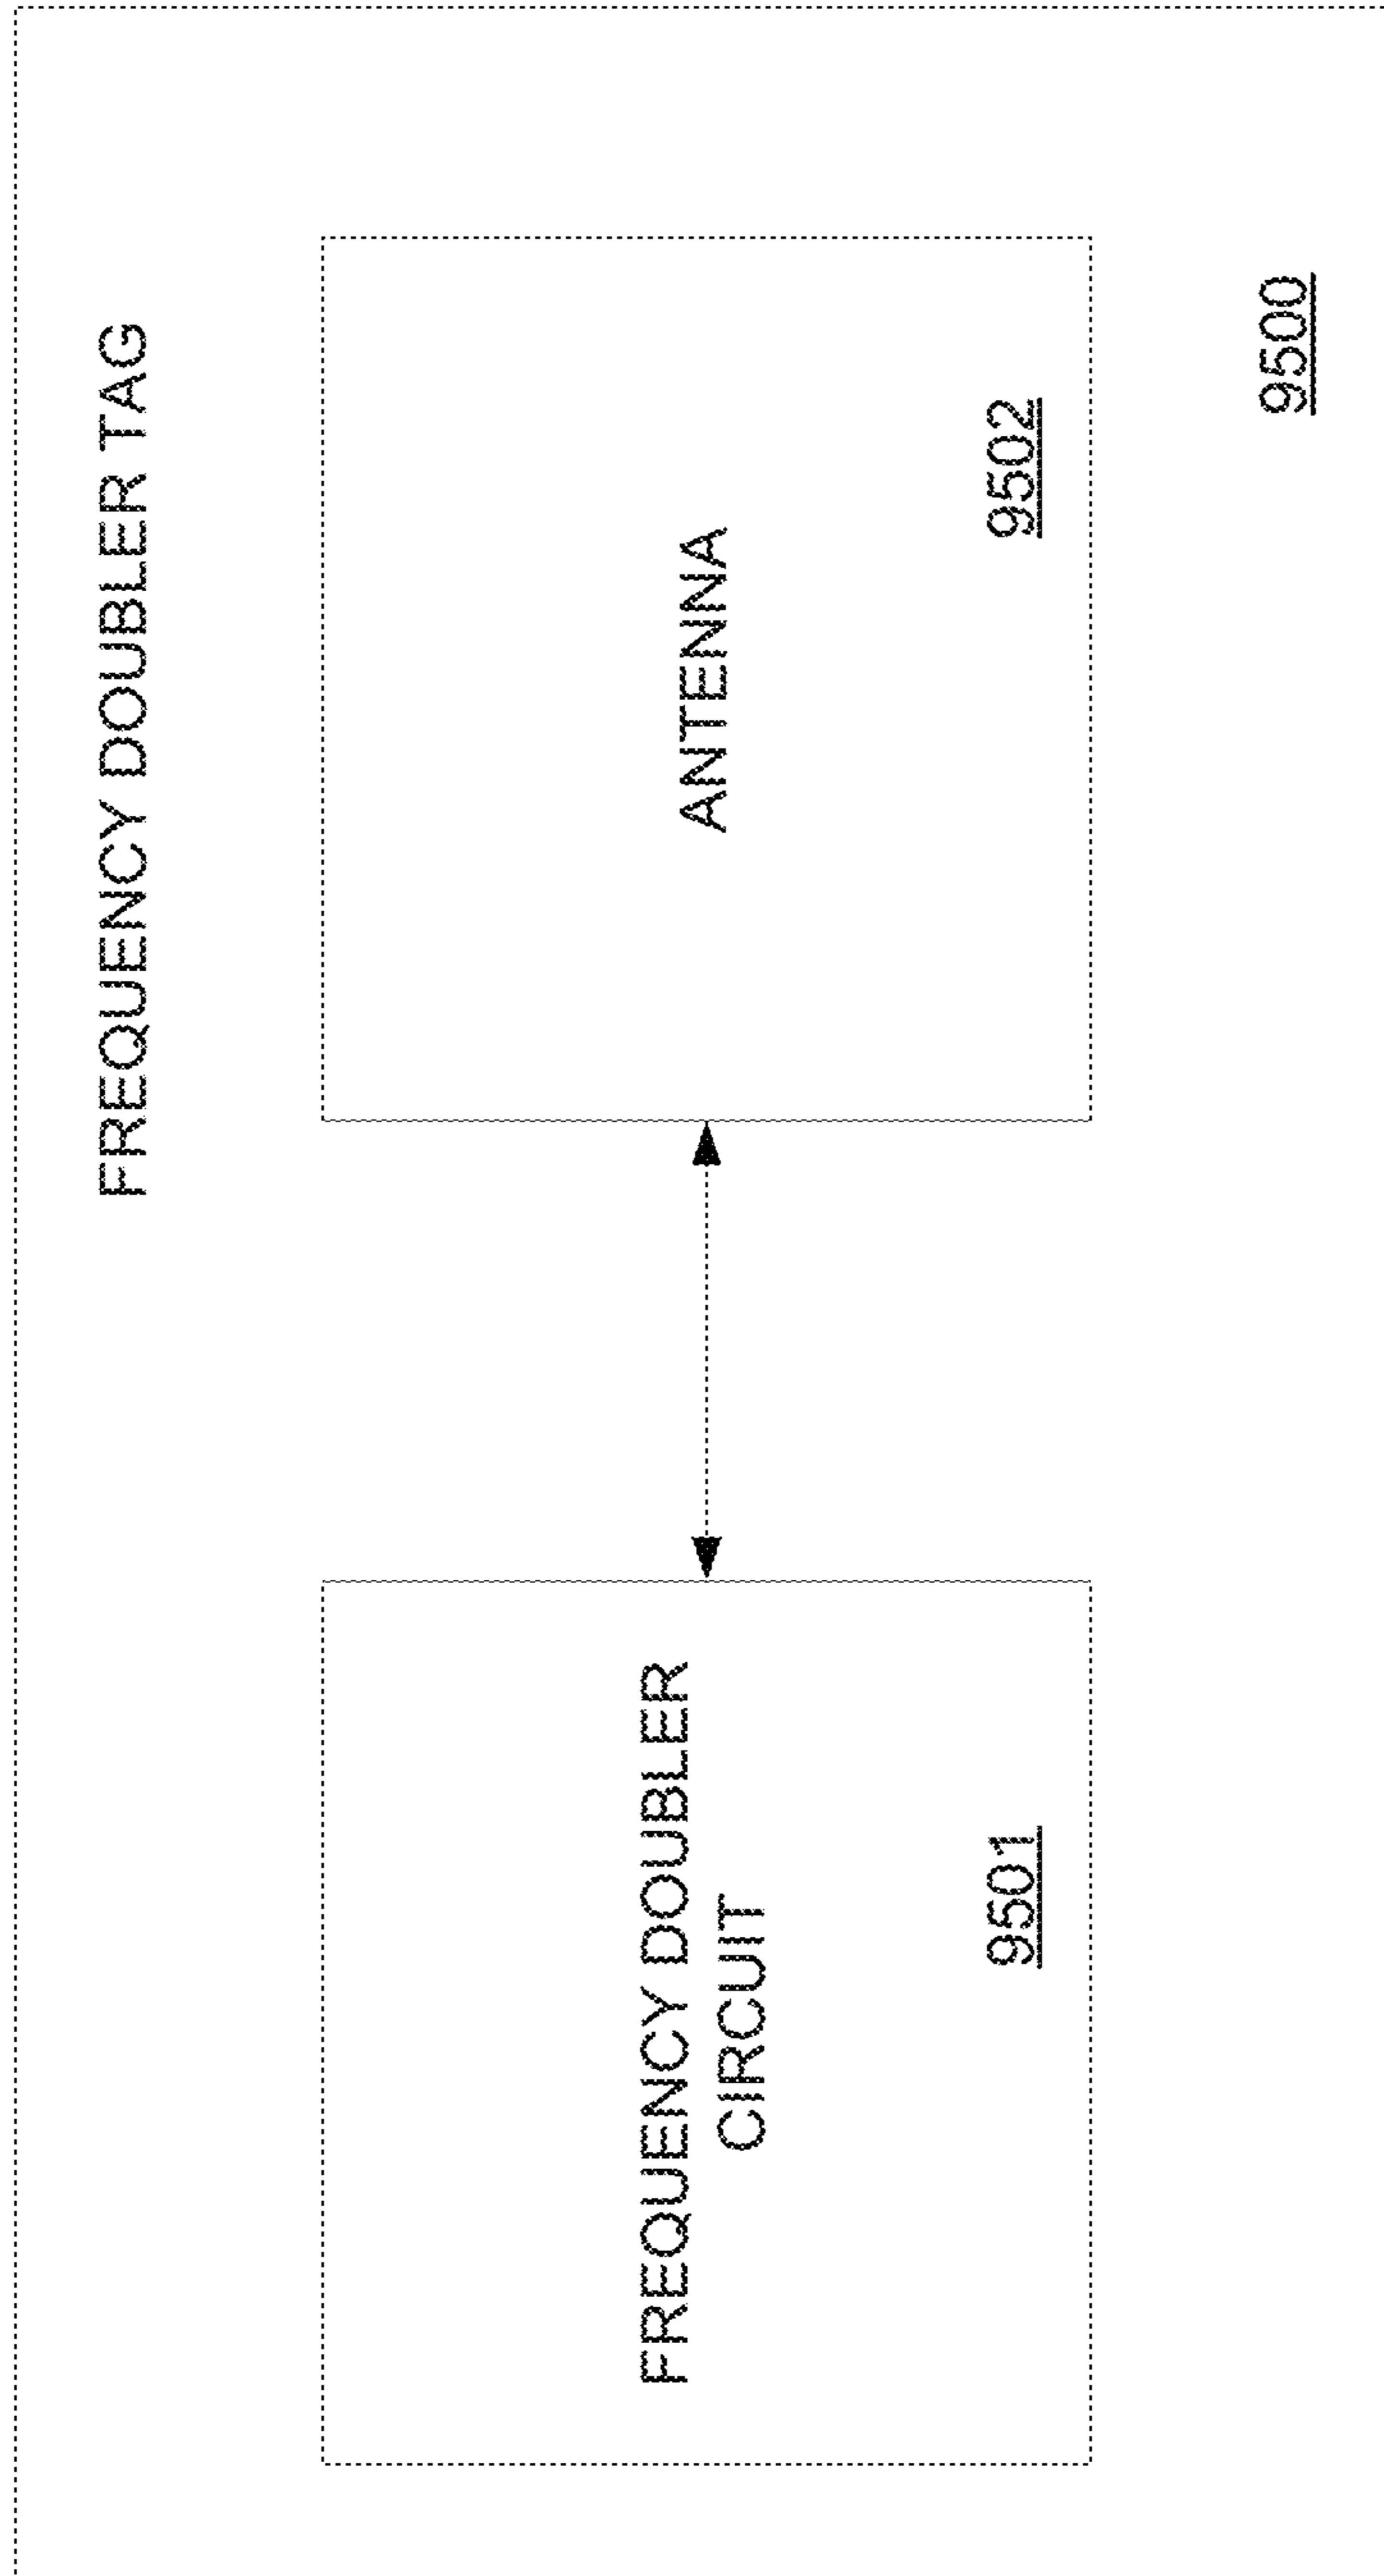 FREQUENCY DOUBLER TAG
FREQUENCY DOUBLER
CIRCUIT
9501
ANTENNA
9502
9500